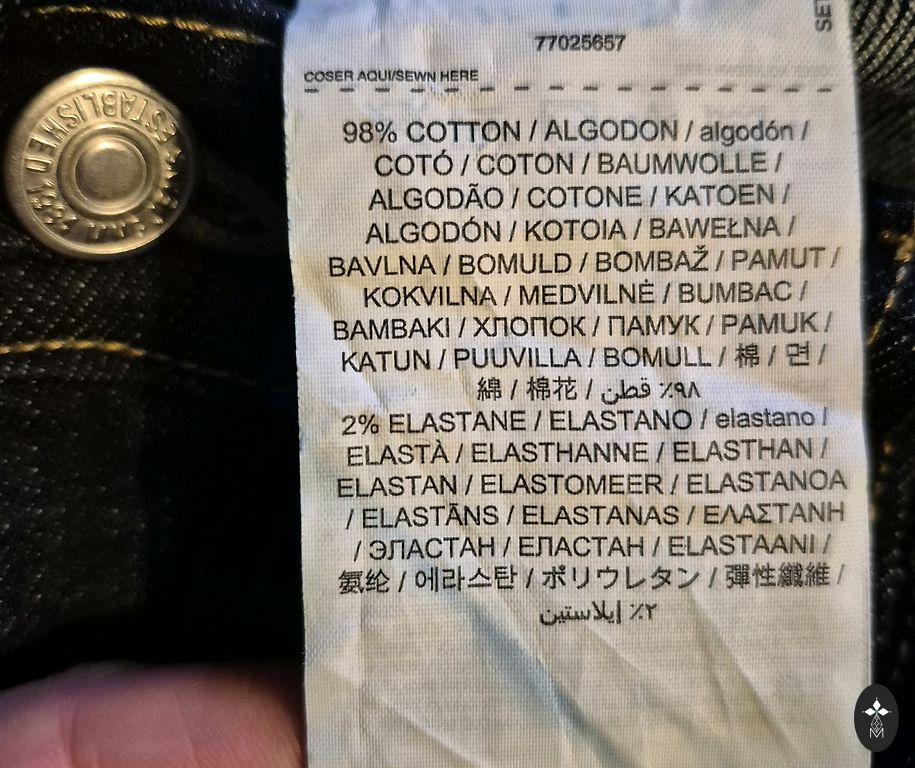 SE
77025657
COSER AQUI/SEWN HERE
98% COTTON / ALGODON / algodón /
COTÓ / COTON / BAUMWOLLE /
ALGODÃO / COTONE / KATOEN /
ALGODÓN / KOTOIA / BAWEŁNA /
BAVLNA / BOMULD / BOMBAŽ / PAMUT /
KOKVILNA / MEDVILNĖ / BUMBAC /
BAMBAKI / ХЛОПОК / ПАМУК / PAMUK /
KATUN / PUUVILLA / BOMULL / 棉 / 면 /
綿 / 棉花 / ٩٨٪ قطن
2% ELASTANE / ELASTANO / elastano /
ELASTÀ / ELASTHANNE / ELASTHAN /
ELASTAN / ELASTOMEER / ELASTANOA
/ ELASTĀNS / ELASTANAS / ΕΛΑΣΤΑΝΗ
/ ЭЛАСТАН / ЕЛАСТАН / ELASTAANI /
氨纶 / 에라스탄 / ポリウレタン / 彈性纖維 /
٢٪ إيلاستين
ESTABLISHED
M